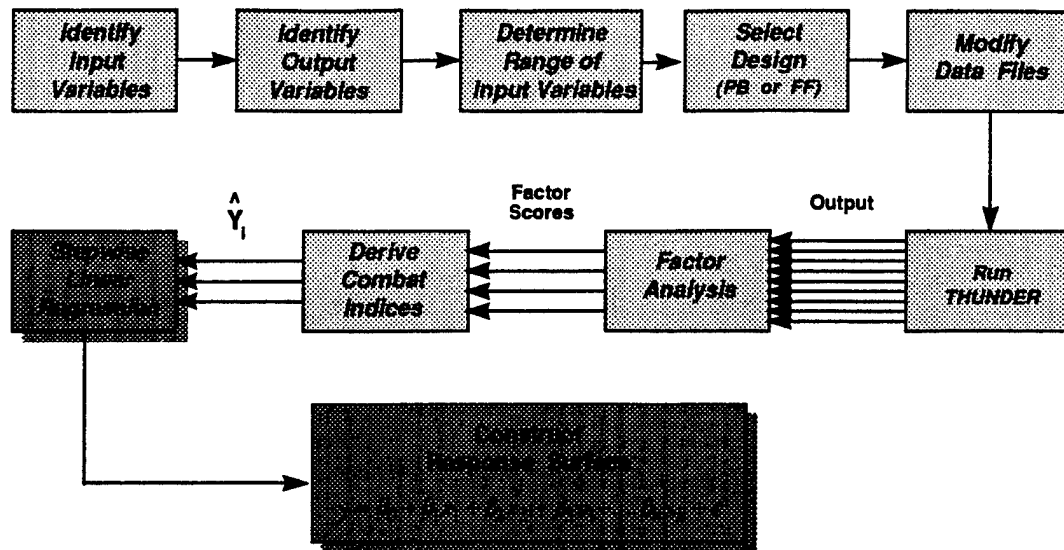 Identify
Input
Variables
Identify
Output
Variables
Determine
Range of
Input Variables
Select
Design
(PB or FF)
Modify
Data Files
Run
THUNDER
Output
Factor
Analysis
Factor
Scores
Derive
Combat
Indices
Ŷi
Stepwise
Linear
Regression
Construct
Response Surface